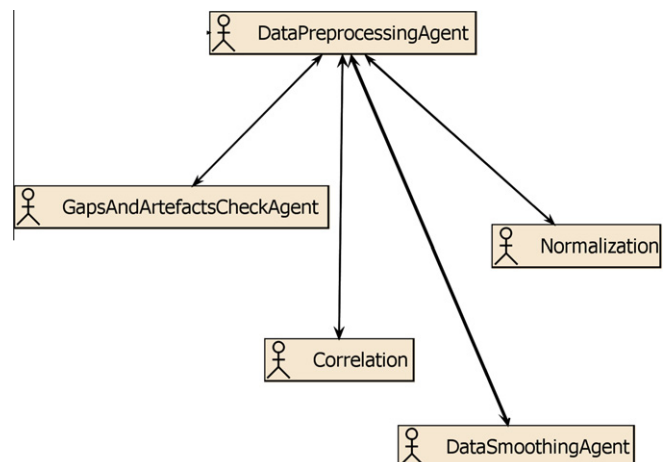 DataPreprocessingAgent
GapsAndArtefactsCheckAgent
Normalization
Correlation
DataSmoothingAgent